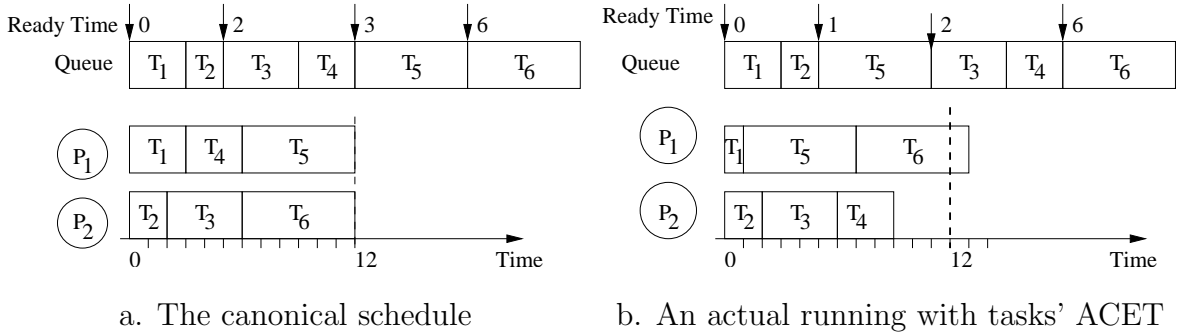 Ready Time 0 2 3 6
Queue T1 T2 T3 T4 T5 T6
P1 T1 T4 T5
P2 T2 T3 T6
0 12 Time
a. The canonical schedule
Ready Time 0 1 2 6
Queue T1 T2 T5 T3 T4 T6
P1 T1 T5 T6
P2 T2 T3 T4
0 12 Time
b. An actual running with tasks' ACET